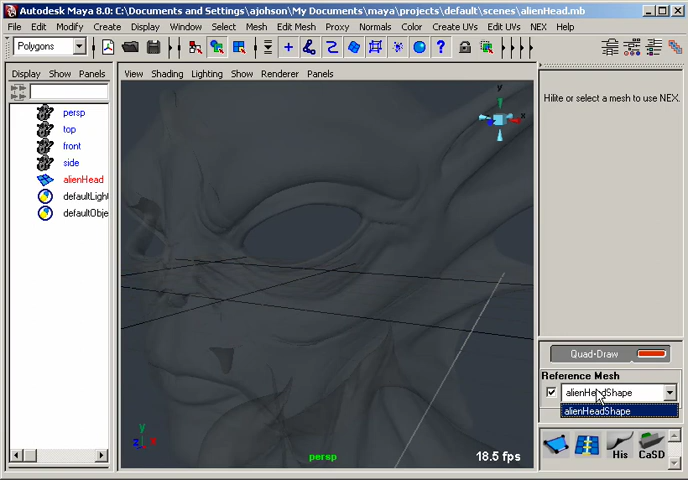 Autodesk Maya 8.0: C:\Documents and Settings\ajohson\My Documents\maya\projects\default\scenes\alienHead.mb
File Edit Modify Create Display Window Select Mesh Edit Mesh Proxy Normals Color Create UVs Edit UVs NEX Help
Polygons
Display Show Panels
View Shading Lighting Show Renderer Panels
Hilite or select a mesh to use NEX.
persp
top
front
side
alienHead
defaultLight
defaultObje
y
x
z
Quad-Draw
Reference Mesh
alienHeadShape
alienHeadShape
His CaSD
y
z x
persp
18.5 fps